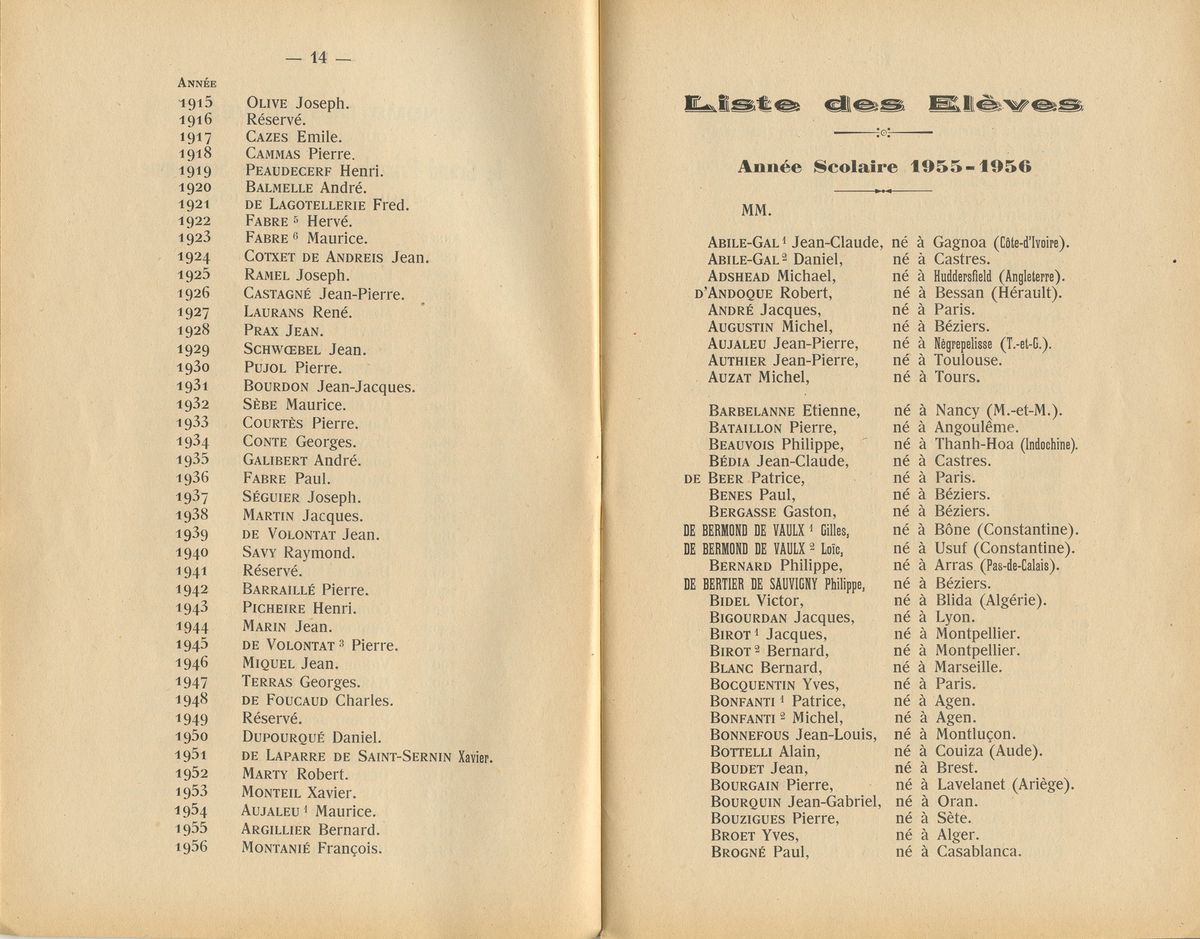 — 14 —
Année
1915 Olive Joseph.
1916 Réservé.
1917 Cazes Emile.
1918 Cammas Pierre.
1919 Peaudecerf Henri.
1920 Balmelle André.
1921 de Lagotellerie Fred.
1922 Fabre 5 Hervé.
1923 Fabre 6 Maurice.
1924 Cotxet de Andreis Jean.
1925 Ramel Joseph.
1926 Castagné Jean-Pierre.
1927 Laurans René.
1928 Prax Jean.
1929 Schwœbel Jean.
1930 Pujol Pierre.
1931 Bourdon Jean-Jacques.
1932 Sèbe Maurice.
1933 Courtès Pierre.
1934 Conte Georges.
1935 Galibert André.
1936 Fabre Paul.
1937 Séguier Joseph.
1938 Martin Jacques.
1939 de Volontat Jean.
1940 Savy Raymond.
1941 Réservé.
1942 Barraillé Pierre.
1943 Picheire Henri.
1944 Marin Jean.
1945 de Volontat 3 Pierre.
1946 Miquel Jean.
1947 Terras Georges.
1948 de Foucaud Charles.
1949 Réservé.
1950 Dupourqué Daniel.
1951 de Laparre de Saint-Sernin Xavier.
1952 Marty Robert.
1953 Monteil Xavier.
1954 Aujaleu 1 Maurice.
1955 Argillier Bernard.
1956 Montanié François.
Liste des Elèves
Année Scolaire 1955-1956
MM.
Abile-Gal 1 Jean-Claude, né à Gagnoa (Côte-d'Ivoire).
Abile-Gal 2 Daniel, né à Castres.
Adshead Michael, né à Huddersfield (Angleterre).
d'Andoque Robert, né à Bessan (Hérault).
André Jacques, né à Paris.
Augustin Michel, né à Béziers.
Aujaleu Jean-Pierre, né à Nègrepelisse (T.-et-G.).
Authier Jean-Pierre, né à Toulouse.
Auzat Michel, né à Tours.
Barbelanne Etienne, né à Nancy (M.-et-M.).
Bataillon Pierre, né à Angoulême.
Beauvois Philippe, né à Thanh-Hoa (Indochine).
Bédia Jean-Claude, né à Castres.
de Beer Patrice, né à Paris.
Benes Paul, né à Béziers.
Bergasse Gaston, né à Béziers.
DE BERMOND DE VAULX 1 Gilles, né à Bône (Constantine).
DE BERMOND DE VAULX 2 Loïc, né à Usuf (Constantine).
Bernard Philippe, né à Arras (Pas-de-Calais).
DE BERTIER DE SAUVIGNY Philippe, né à Béziers.
Bidel Victor, né à Blida (Algérie).
Bigourdan Jacques, né à Lyon.
Birot 1 Jacques, né à Montpellier.
Birot 2 Bernard, né à Montpellier.
Blanc Bernard, né à Marseille.
Bocquentin Yves, né à Paris.
Bonfanti 1 Patrice, né à Agen.
Bonfanti 2 Michel, né à Agen.
Bonnefous Jean-Louis, né à Montluçon.
Bottelli Alain, né à Couiza (Aude).
Boudet Jean, né à Brest.
Bourgain Pierre, né à Lavelanet (Ariège).
Bourquin Jean-Gabriel, né à Oran.
Bouzigues Pierre, né à Sète.
Broet Yves, né à Alger.
Brogné Paul, né à Casablanca.